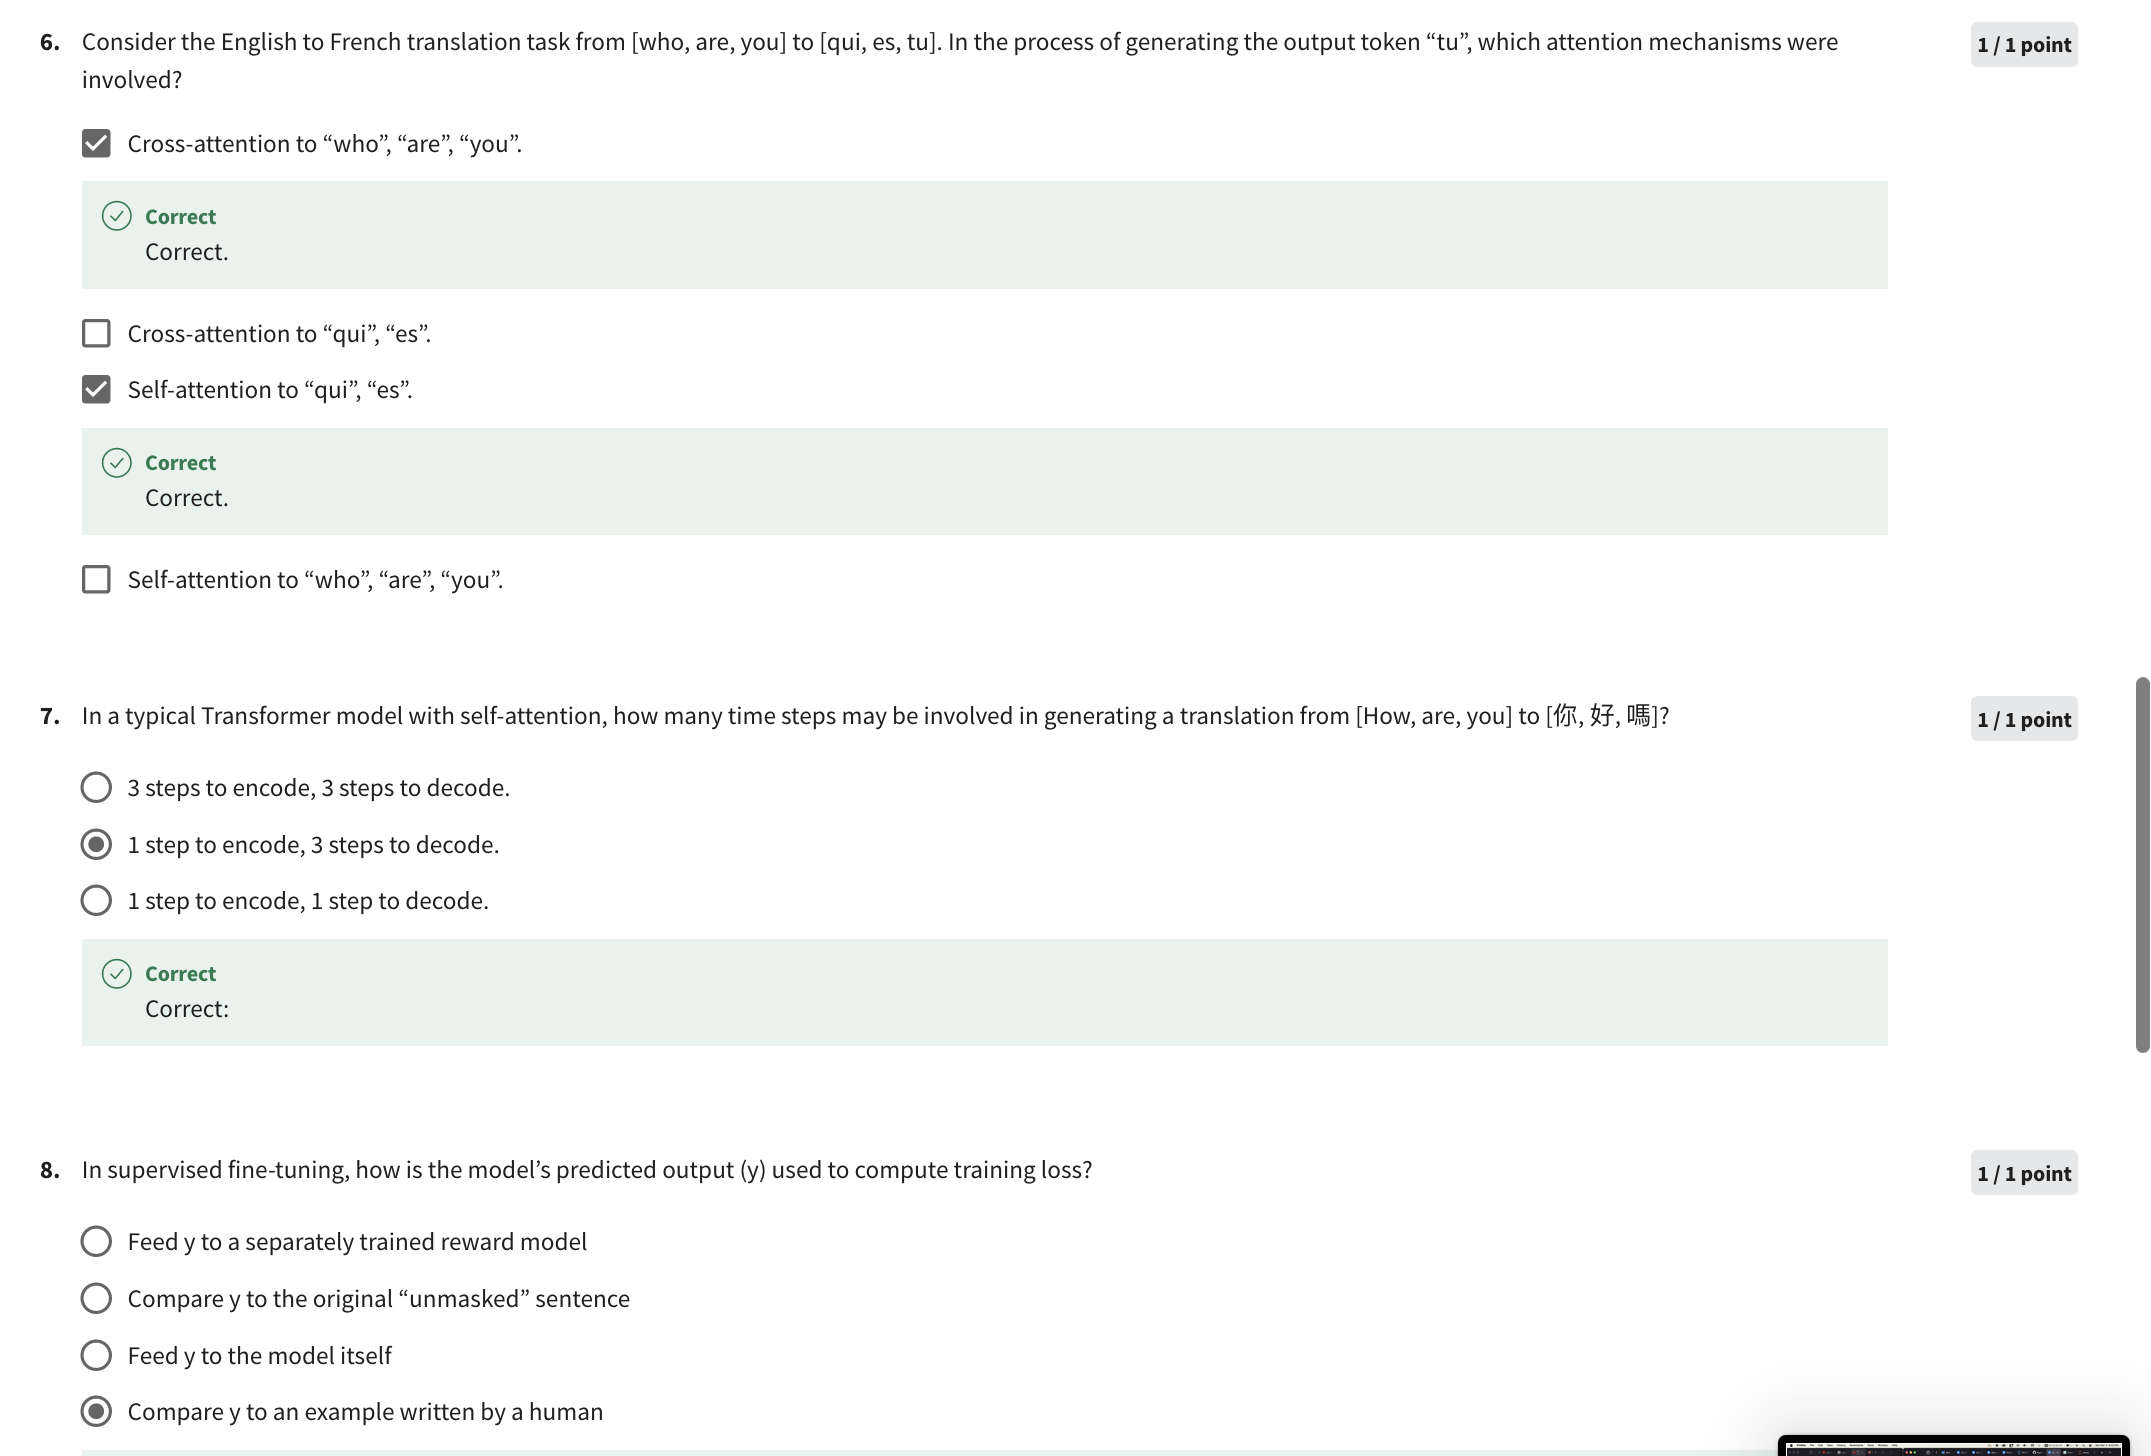 6. Consider the English to French translation task from [who, are, you] to [qui, es, tu]. In the process of generating the output token “tu”, which attention mechanisms were
involved?
1 / 1 point
Cross-attention to “who”, “are”, “you”.
Correct
Correct.
Cross-attention to “qui”, “es”.
Self-attention to “qui”, “es”.
Correct
Correct.
Self-attention to “who”, “are”, “you”.
7. In a typical Transformer model with self-attention, how many time steps may be involved in generating a translation from [How, are, you] to [你, 好, 嗎]?
1 / 1 point
3 steps to encode, 3 steps to decode.
1 step to encode, 3 steps to decode.
1 step to encode, 1 step to decode.
Correct
Correct:
8. In supervised fine-tuning, how is the model’s predicted output (y) used to compute training loss?
1 / 1 point
Feed y to a separately trained reward model
Compare y to the original “unmasked” sentence
Feed y to the model itself
Compare y to an example written by a human